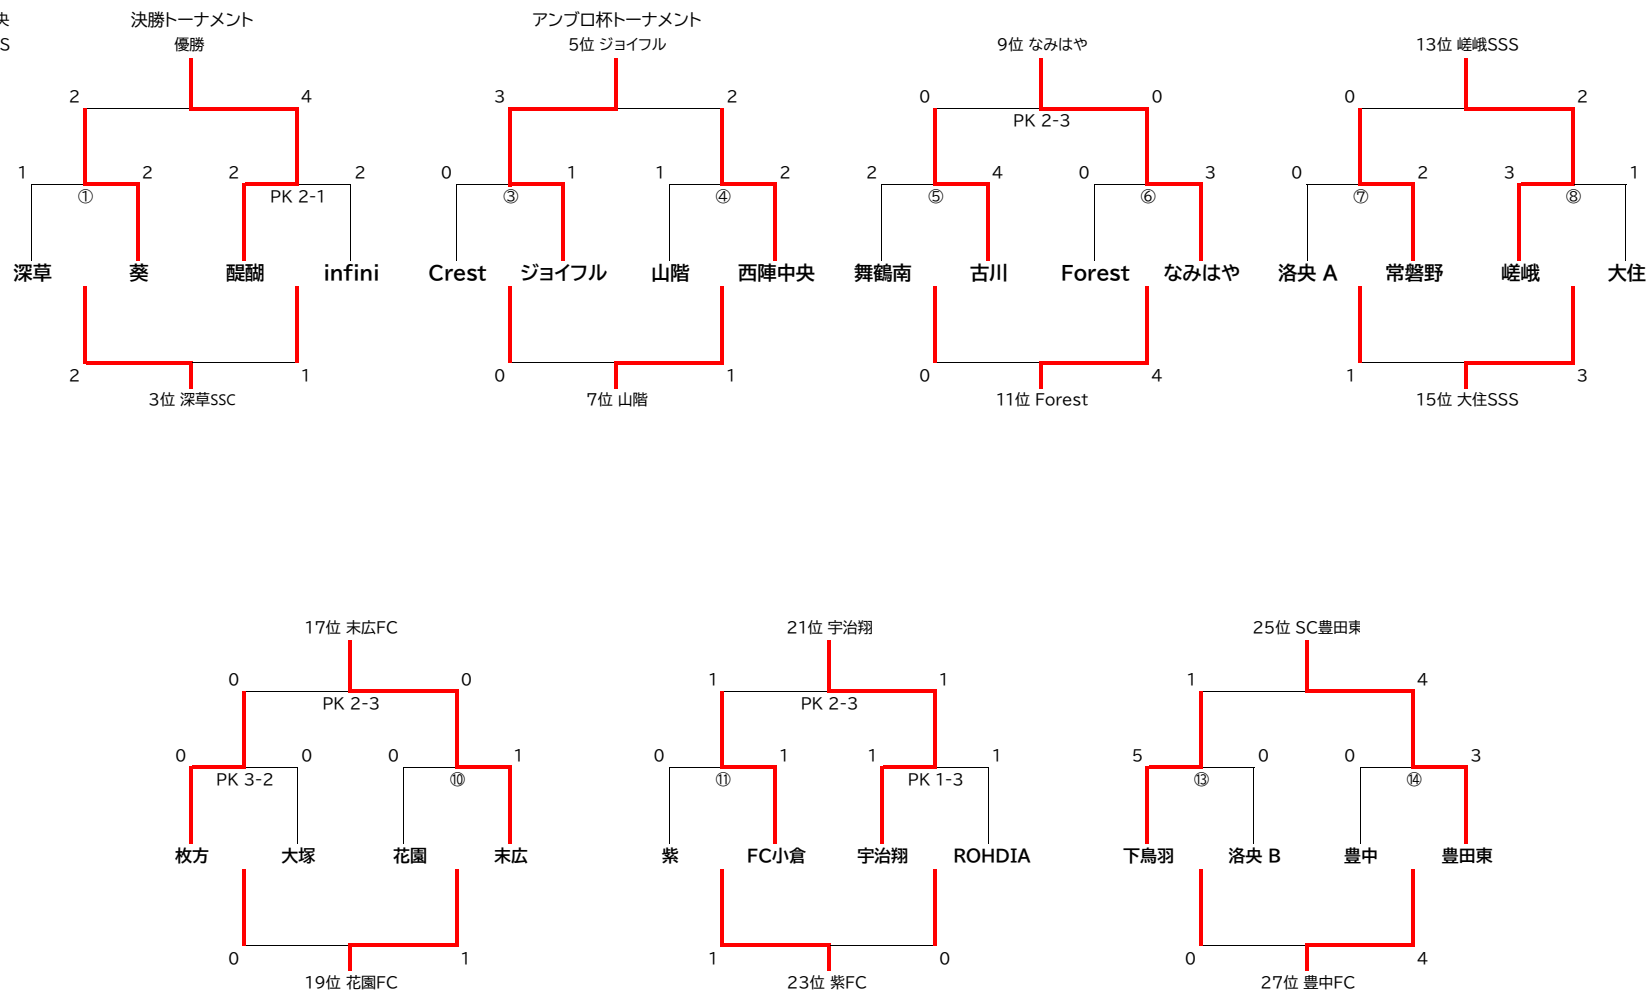 央 決勝トーナメント アンブロ杯トーナメント
S 優勝 5位 ジョイフル 9位 なみはや 13位 嵯峨SSS
2 4 3 2 0 0 0 2
PK 2-3
1 2 2 2 0 1 1 2 2 4 0 3 0 2 3 1
① PK 2-1 ③ ④ ⑤ ⑥ ⑦ ⑧
深草 葵 醍醐 infini Crest ジョイフル 山階 西陣中央 舞鶴南 古川 Forest なみはや 洛央 A 常磐野 嵯峨 大住
2 1 0 1 0 4 1 3
3位 深草SSC 7位 山階 11位 Forest 15位 大住SSS
17位 末広FC 21位 宇治翔 25位 SC豊田東
0 0 1 1 1 4
PK 2-3 PK 2-3
0 0 0 1 0 1 1 1 5 0 0 3
PK 3-2 ⑩ ⑪ PK 1-3 ⑬ ⑭
枚方 大塚 花園 末広 紫 FC小倉 宇治翔 ROHDIA 下鳥羽 洛央 B 豊中 豊田東
0 1 1 0 0 4
19位 花園FC 23位 紫FC 27位 豊中FC